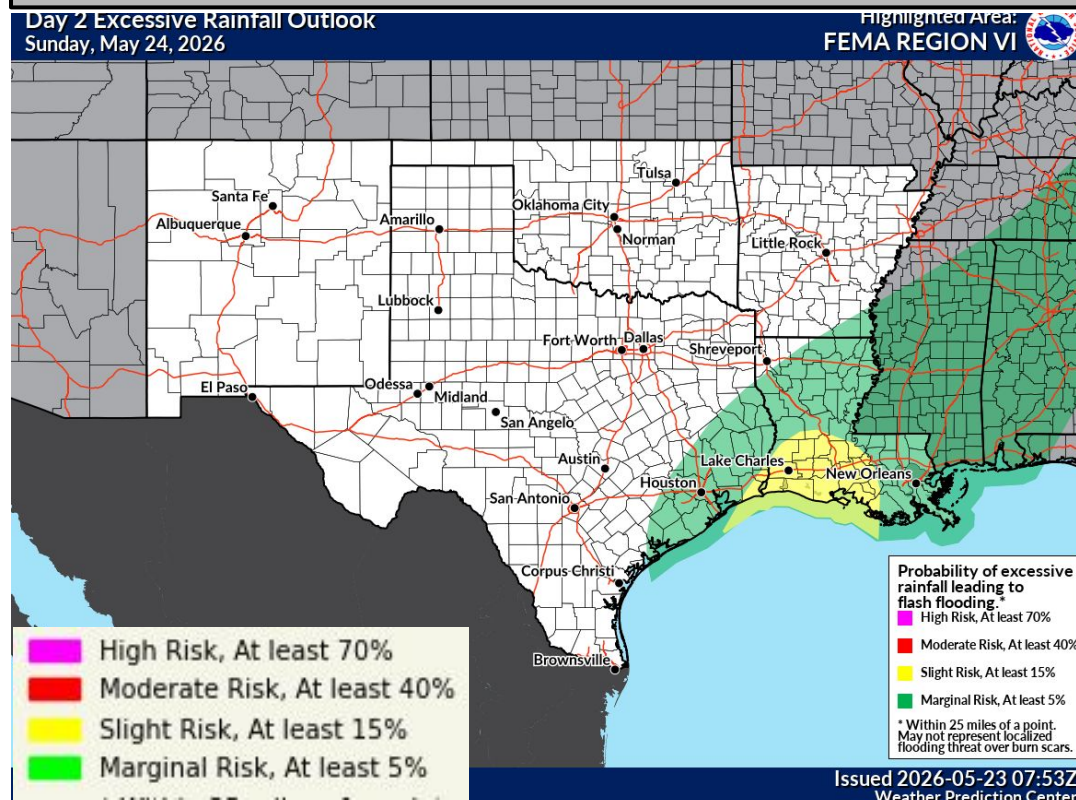 Day 2 Excessive Rainfall Outlook
Sunday, May 24, 2026
Highlighted Area:
FEMA REGION VI
Tulsa
Santa Fe
Oklahoma City
Albuquerque
Amarillo
Norman
Little Rock
Lubbock
Fort Worth
Dallas
Shreveport
El Paso
Odessa
Midland
San Angelo
Austin
Lake Charles
New Orleans
Houston
San Antonio
Corpus Christi
Brownsville
Probability of excessive
rainfall leading to
flash flooding.*
High Risk, At least 70%
Moderate Risk, At least 40%
Slight Risk, At least 15%
Marginal Risk, At least 5%
* Within 25 miles of a point.
May not represent localized
flooding threat over burn scars.
High Risk, At least 70%
Moderate Risk, At least 40%
Slight Risk, At least 15%
Marginal Risk, At least 5%
Issued 2026-05-23 07:53Z
Weather Prediction Center